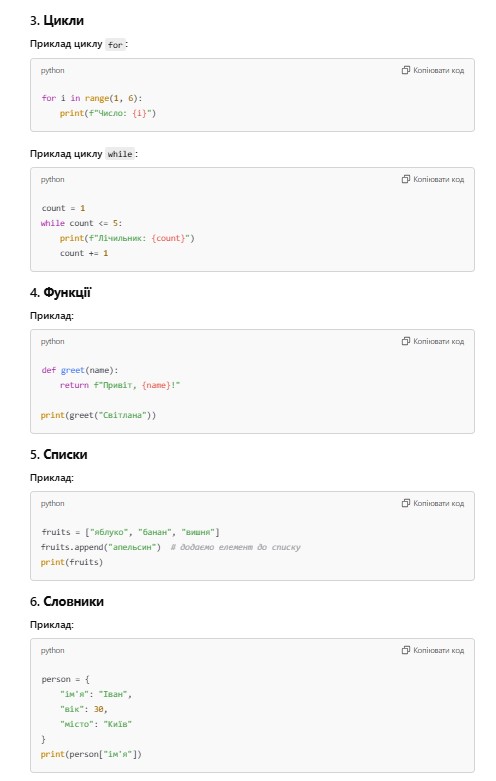 3. Цикли
Приклад циклу for:
python
Копіювати код
for i in range(1, 6):
    print(f"Число: {i}")
Приклад циклу while:
python
Копіювати код
count = 1
while count <= 5:
    print(f"Лічильник: {count}")
    count += 1
4. Функції
Приклад:
python
Копіювати код
def greet(name):
    return f"Привіт, {name}!"
print(greet("Світлана"))
5. Списки
Приклад:
python
Копіювати код
fruits = ["яблуко", "банан", "вишня"]
fruits.append("апельсин")  # додаємо елемент до списку
print(fruits)
6. Словники
Приклад:
python
Копіювати код
person = {
    "ім'я": "Іван",
    "вік": 30,
    "місто": "Київ"
}
print(person["ім'я"])